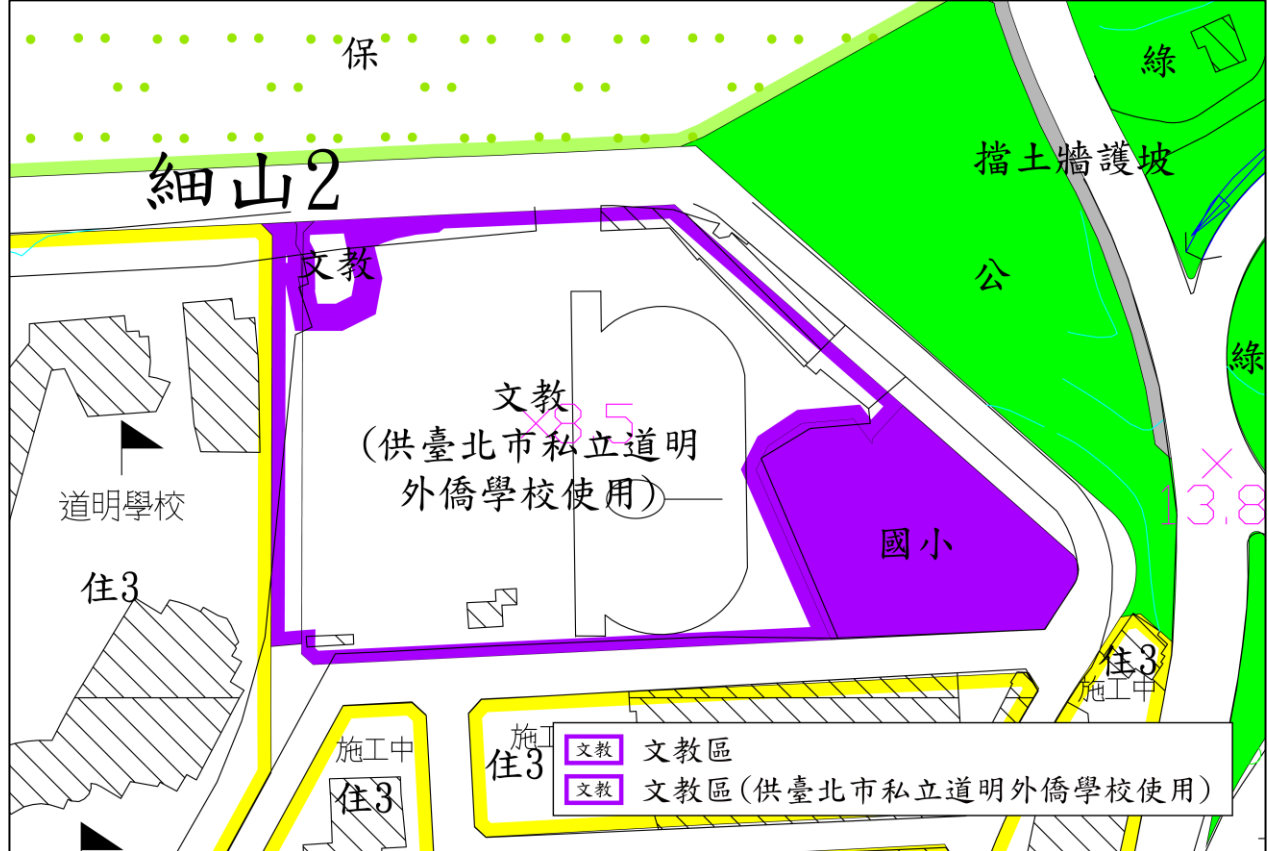 保
綠
擋土牆護坡
細山2
文教
公
綠
文教
×8.5
(供臺北市私立道明
外僑學校使用)
13.8
道明學校
國小
住3
住3
施工中
施工中
住3
施工
住3
文教 文教區
文教 文教區(供臺北市私立道明外僑學校使用)